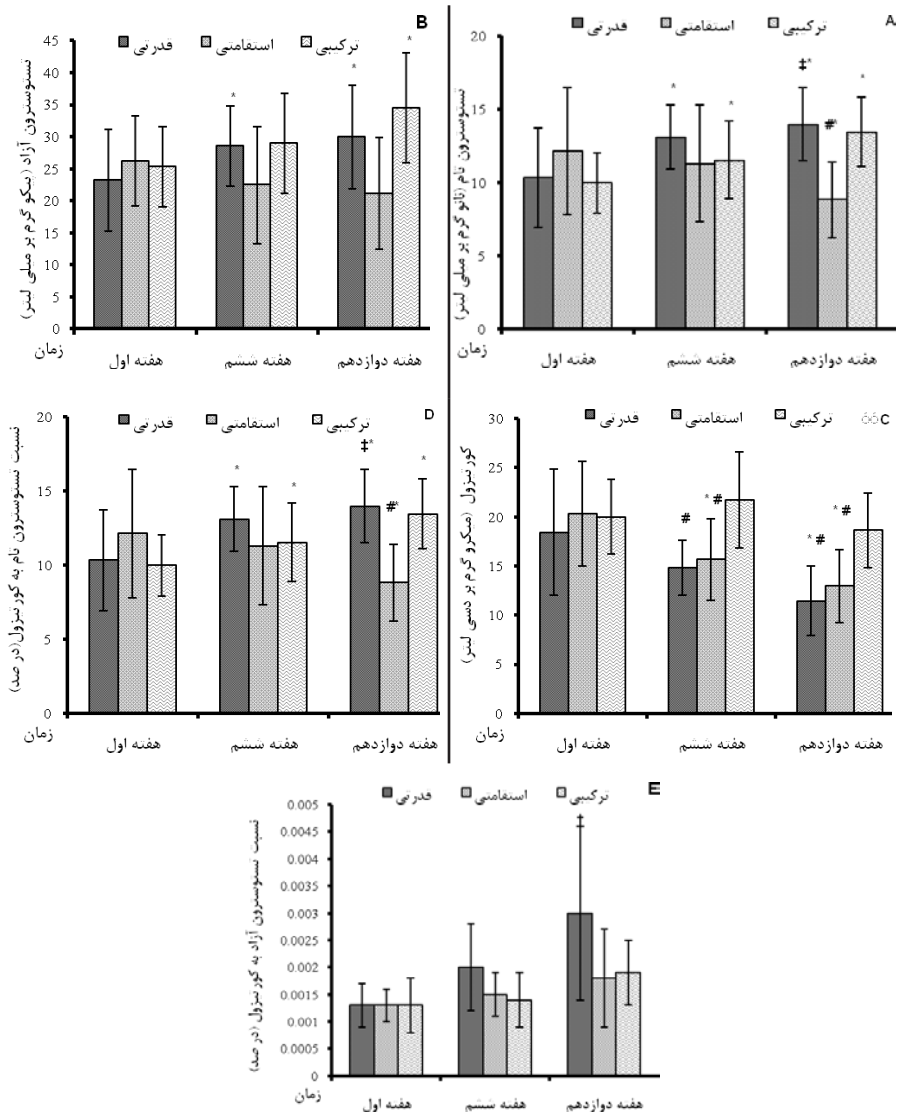 A
قدرتی استقامتی ترکیبی
تستوسترون تام (نانو گرم بر میلی لیتر)
20
‡*
*
*
*
15
#*
10
5
0
هفته اول هفته ششم هفته دوازدهم
B
قدرتی استقامتی ترکیبی
تستوسترون آزاد (پیکو گرم بر میلی لیتر)
45
*
40
*
35
*
30
25
20
15
10
5
0
زمان
هفته اول هفته ششم هفته دوازدهم
C
قدرتی استقامتی ترکیبی
کورتیزول (میکرو گرم بر دسی لیتر)
30
25
* #
* #
#
20
* #
15
10
5
0
هفته اول هفته ششم هفته دوازدهم
D
قدرتی استقامتی ترکیبی
نسبت تستوسترون تام به کورتیزول(در صد)
20
‡*
*
*
*
15
#*
10
5
0
زمان
هفته اول هفته ششم هفته دوازدهم
زمان
E
قدرتی استقامتی ترکیبی
نسبت تستوسترون آزاد به کورتیزول (در صد)
0.005
‡
0.0045
0.004
0.0035
0.003
0.0025
0.002
0.0015
0.001
0.0005
0
زمان
هفته اول هفته ششم هفته دوازدهم